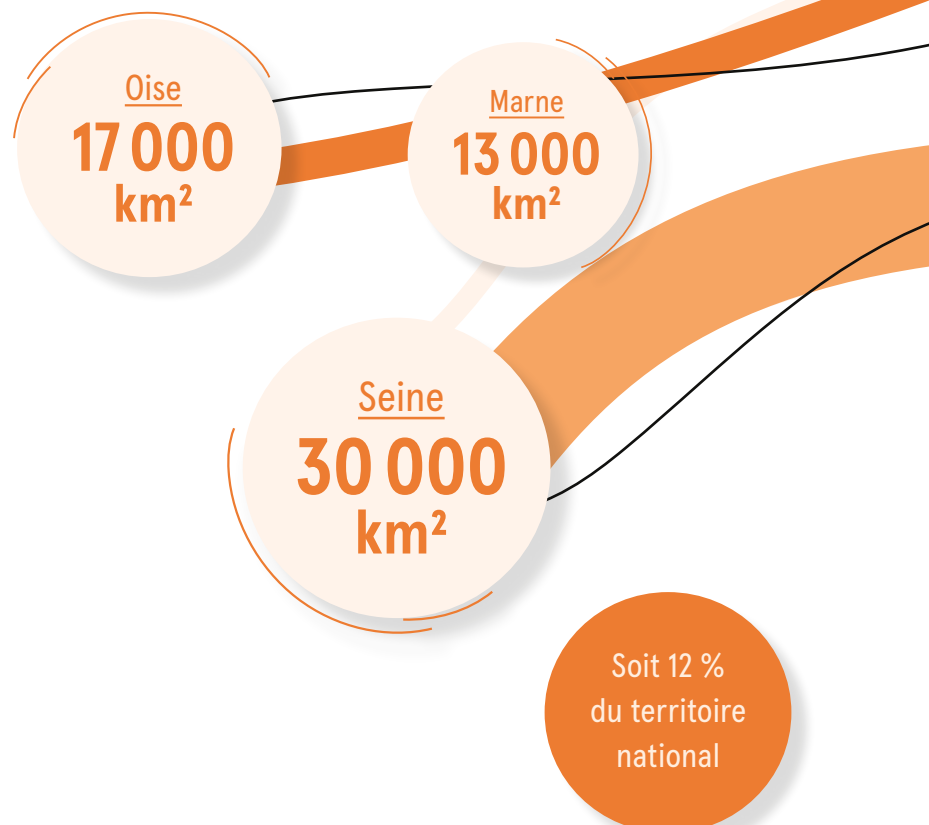 Oise
17 000
km²
Marne
13 000
km²
Seine
30 000
km²
Soit 12 %
du territoire
national